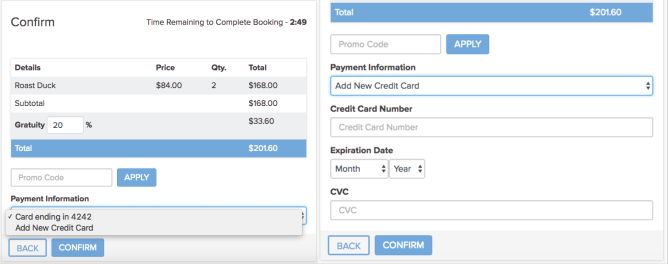 Confirm
Time Remaining to Complete Booking - 2:49
Details Price Qty. Total
Roast Duck $84.00 2 $168.00
Subtotal $168.00
Gratuity 20 % $33.60
Total $201.60
Promo Code APPLY
Payment Information
✓ Card ending in 4242
Add New Credit Card
BACK CONFIRM
Total $201.60
Promo Code APPLY
Payment Information
Add New Credit Card
Credit Card Number
Credit Card Number
Expiration Date
Month Year
CVC
CVC
BACK CONFIRM